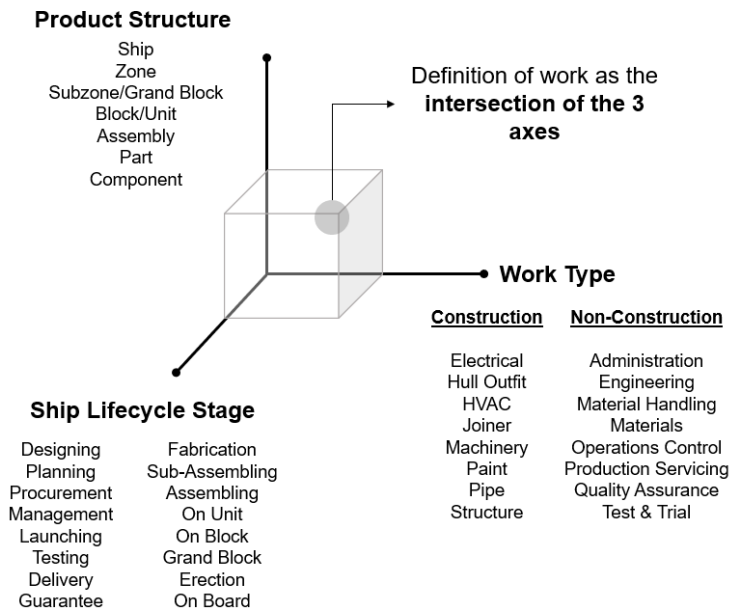 Product Structure
Ship
Zone
Subzone/Grand Block
Block/Unit
Assembly
Part
Component
Definition of work as the
intersection of the 3
axes
Work Type
Construction
Electrical
Hull Outfit
HVAC
Joiner
Machinery
Paint
Pipe
Structure
Non-Construction
Administration
Engineering
Material Handling
Materials
Operations Control
Production Servicing
Quality Assurance
Test & Trial
Ship Lifecycle Stage
Designing
Planning
Procurement
Management
Launching
Testing
Delivery
Guarantee
Fabrication
Sub-Assembling
Assembling
On Unit
On Block
Grand Block
Erection
On Board